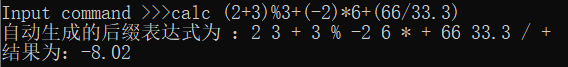 Input command >>>calc (2+3)%3+(-2)*6+(66/33.3)
自动生成的后缀表达式为 : 2 3 + 3 % -2 6 * + 66 33.3 / +
结果为：-8.02